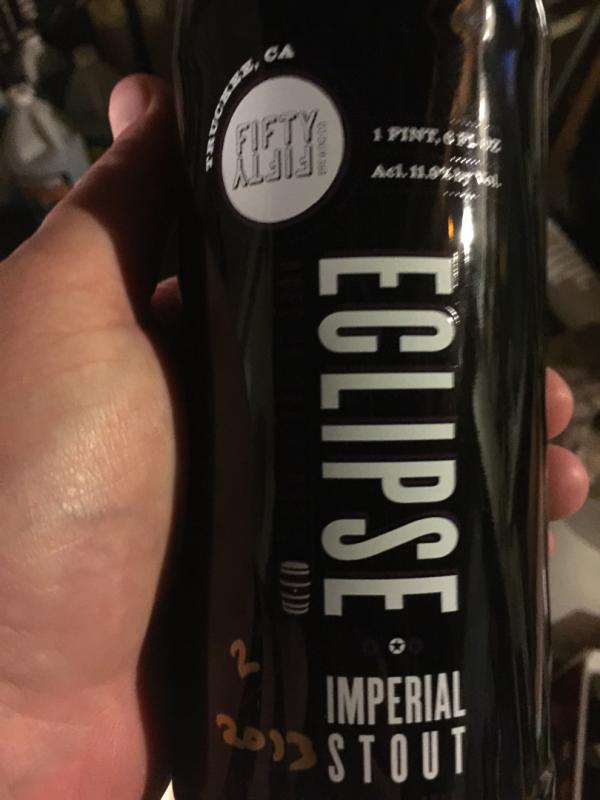 TRUCKEE, CA
FIFTY
FIFTY
1 PINT, 6 FL OZ
Acl. 11.9% by Vol.
ECLIPSE
IMPERIAL
STOUT
2
2013